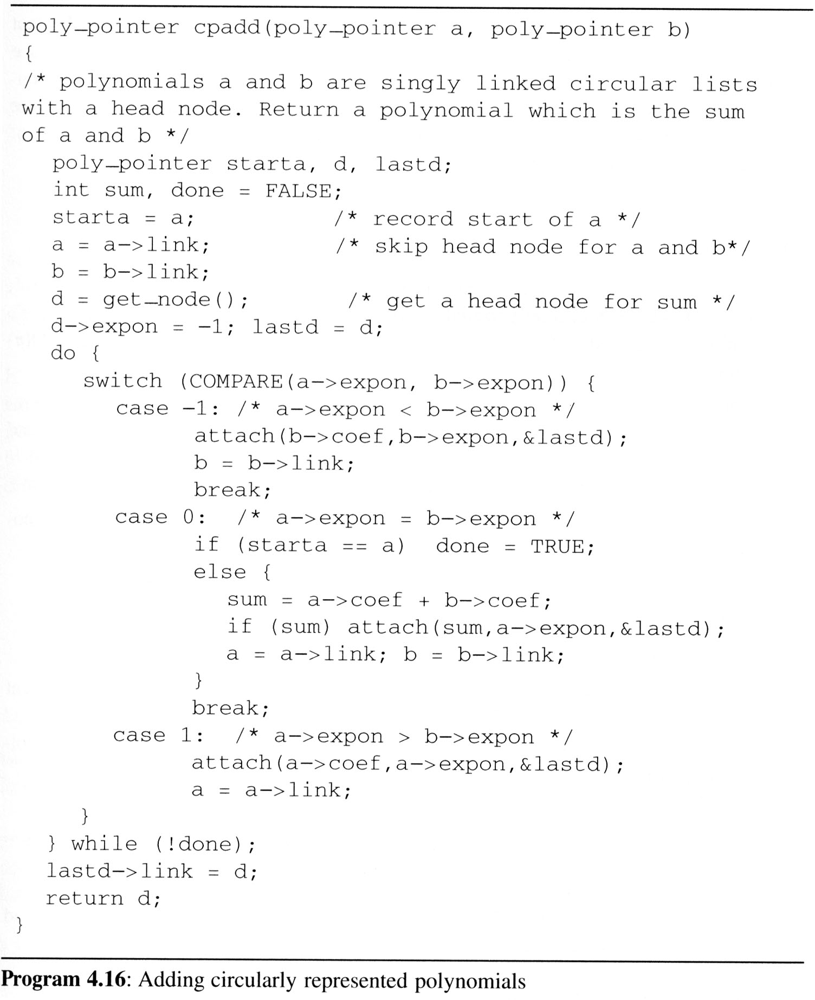 poly_pointer cpadd(poly_pointer a, poly_pointer b)
{
/* polynomials a and b are singly linked circular lists
with a head node. Return a polynomial which is the sum
of a and b */
   poly_pointer starta, d, lastd;
   int sum, done = FALSE;
   starta = a;              /* record start of a */
   a = a->link;             /* skip head node for a and b*/
   b = b->link;
   d = get_node();          /* get a head node for sum */
   d->expon = -1; lastd = d;
   do {
      switch (COMPARE(a->expon, b->expon)) {
         case -1: /* a->expon < b->expon */
               attach(b->coef,b->expon,&lastd);
               b = b->link;
               break;
         case 0:  /* a->expon = b->expon */
               if (starta == a)  done = TRUE;
               else {
                  sum = a->coef + b->coef;
                  if (sum) attach(sum,a->expon,&lastd);
                  a = a->link; b = b->link;
               }
               break;
         case 1:  /* a->expon > b->expon */
               attach(a->coef,a->expon,&lastd);
               a = a->link;
      }
   } while (!done);
   lastd->link = d;
   return d;
}
Program 4.16: Adding circularly represented polynomials